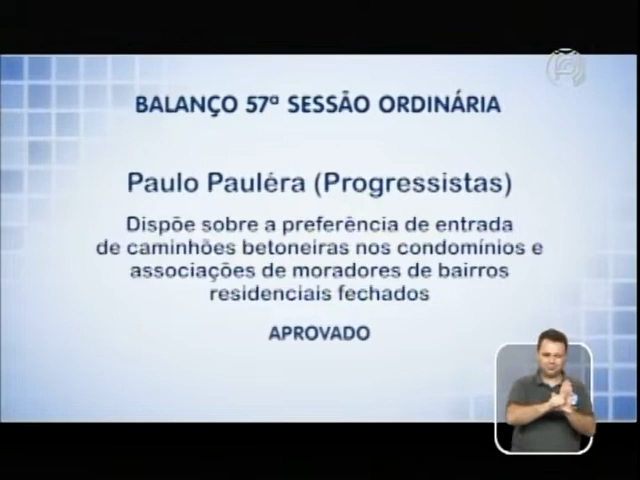 BALANÇO 57ª SESSÃO ORDINÁRIA
Paulo Pauléra (Progressistas)
Dispõe sobre a preferência de entrada
de caminhões betoneiras nos condomínios e
associações de moradores de bairros
residenciais fechados
APROVADO